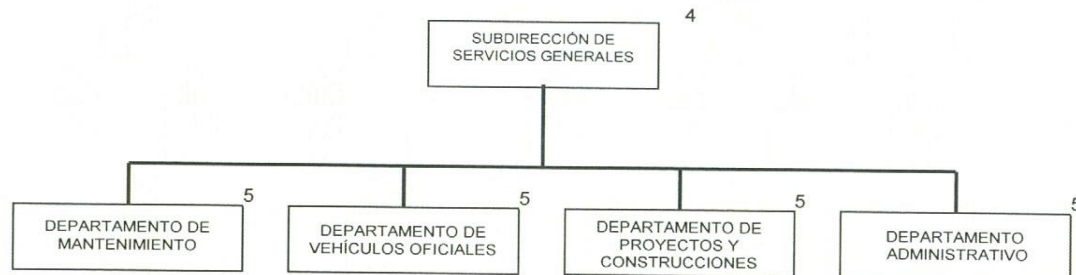 4
SUBDIRECCIÓN DE
SERVICIOS GENERALES
5
DEPARTAMENTO DE
MANTENIMIENTO
5
DEPARTAMENTO DE
VEHÍCULOS OFICIALES
5
DEPARTAMENTO DE
PROYECTOS Y
CONSTRUCCIONES
5
DEPARTAMENTO
ADMINISTRATIVO